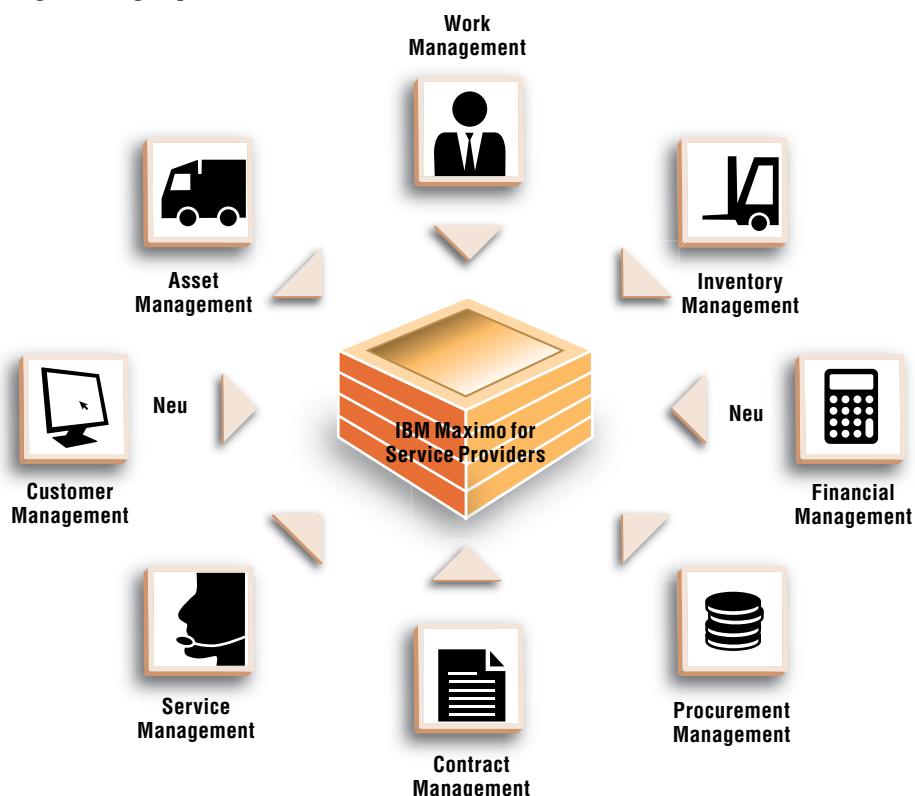 Work
Management
Asset
Management
Inventory
Management
Neu
IBM Maximo for
Service Providers
Neu
Customer
Management
Financial
Management
Service
Management
Procurement
Management
Contract
Management